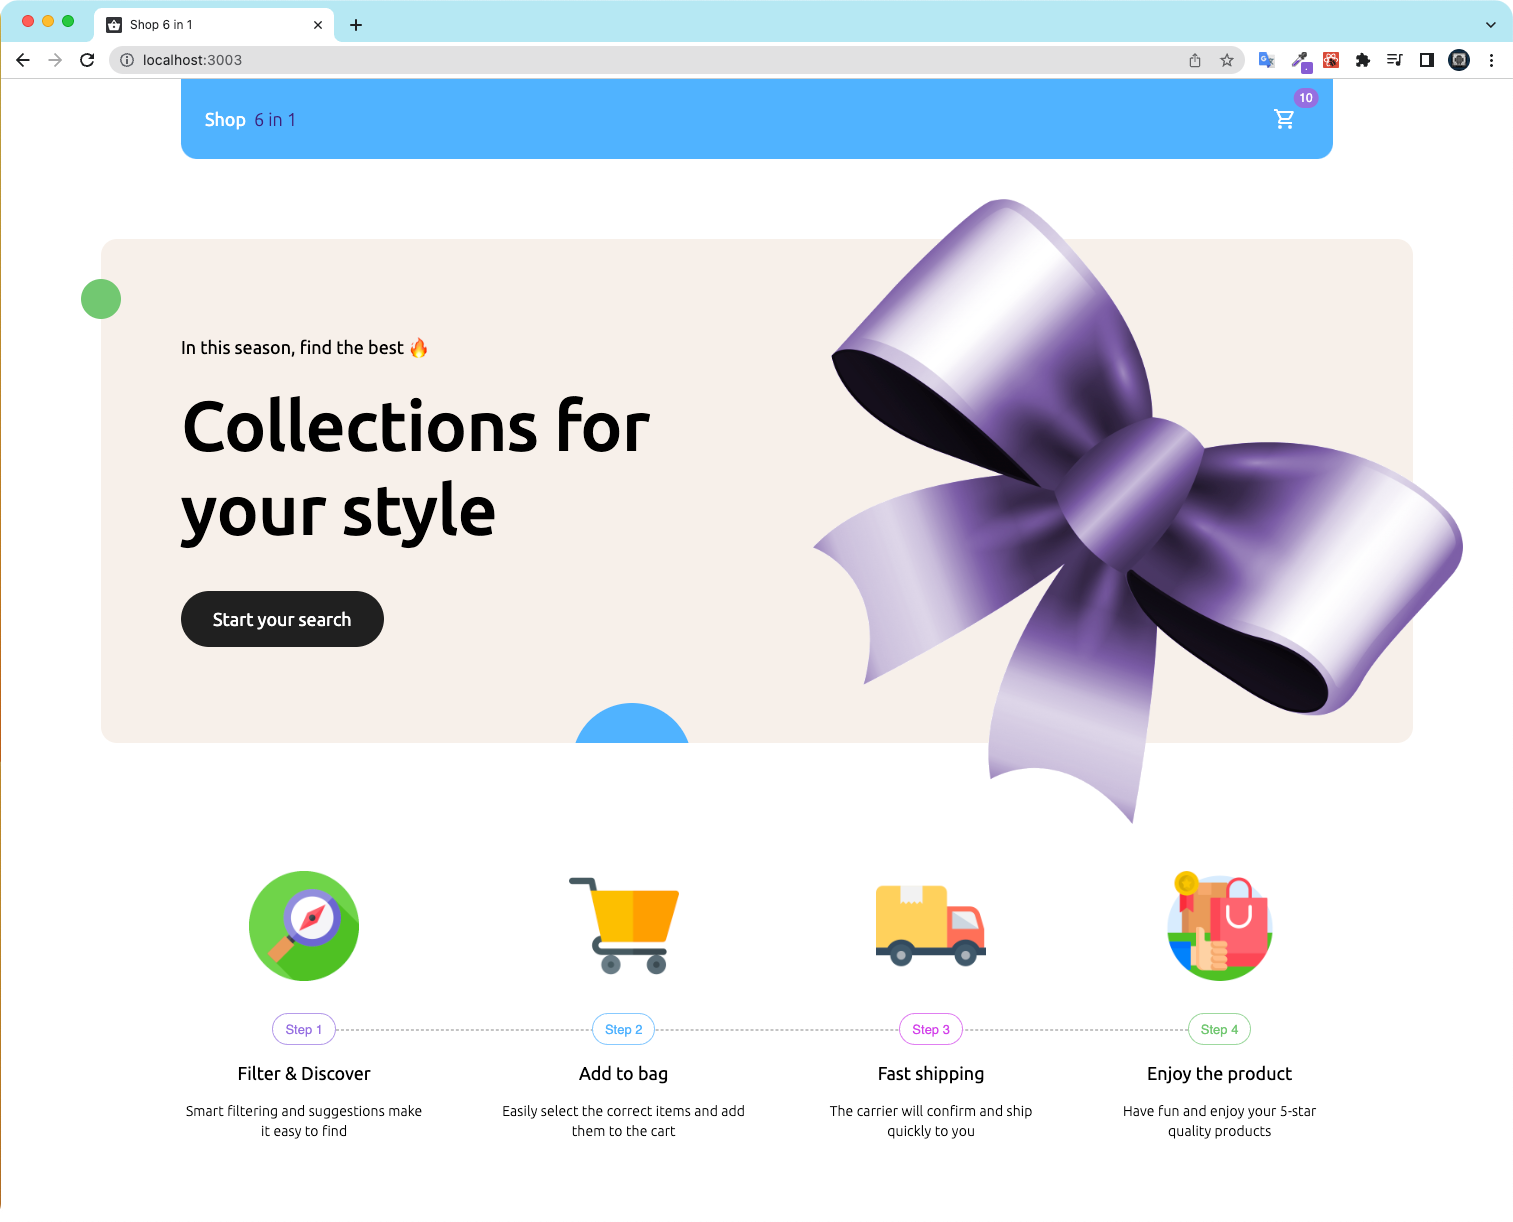 Shop 6 in 1
localhost:3003
10
Shop 6 in 1
In this season, find the best 🔥
Collections for
your style
Start your search
Step 1
Step 2
Step 3
Step 4
Filter & Discover
Add to bag
Fast shipping
Enjoy the product
Smart filtering and suggestions make
it easy to find
Easily select the correct items and add
them to the cart
The carrier will confirm and ship
quickly to you
Have fun and enjoy your 5-star
quality products